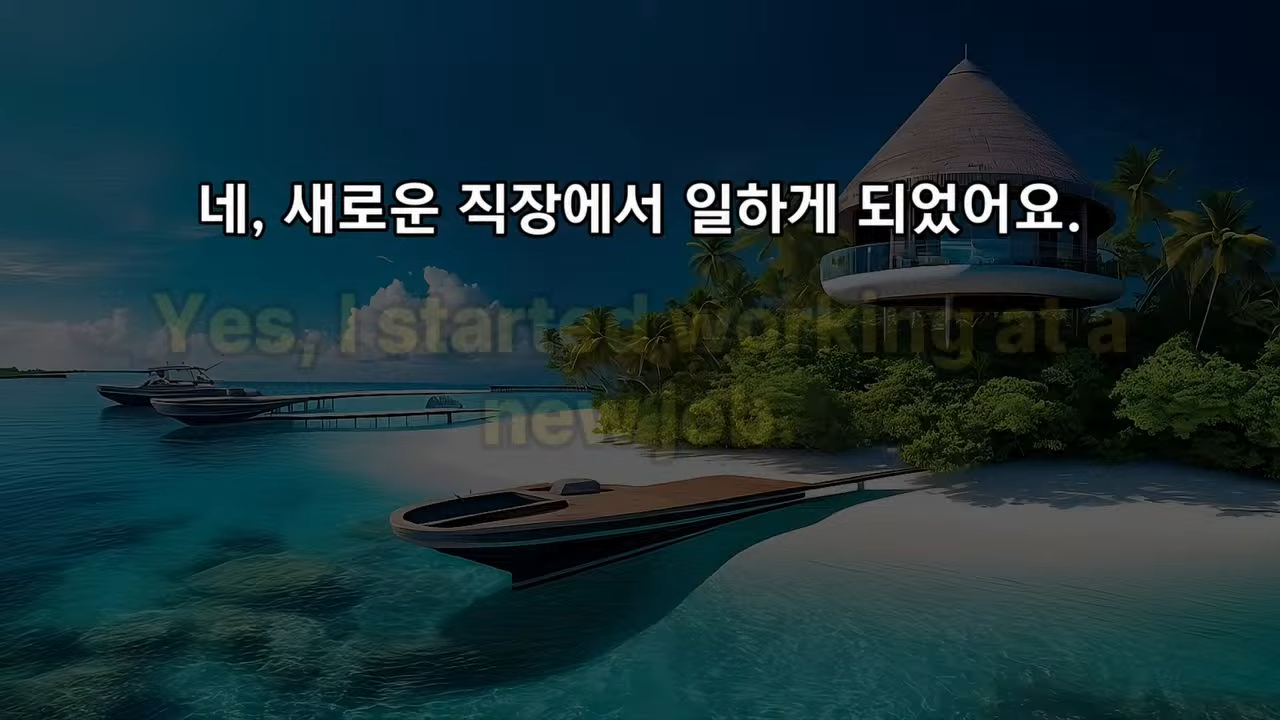 네, 새로운 직장에서 일하게 되었어요.
Yes, I started working at a
new job.